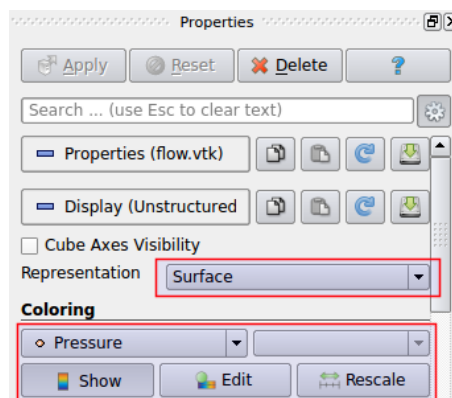 Properties
Apply Reset Delete ?
Search ... (use Esc to clear text)
Properties (flow.vtk)
Display (Unstructured
Cube Axes Visibility
Representation Surface
Coloring
Pressure
Show Edit Rescale